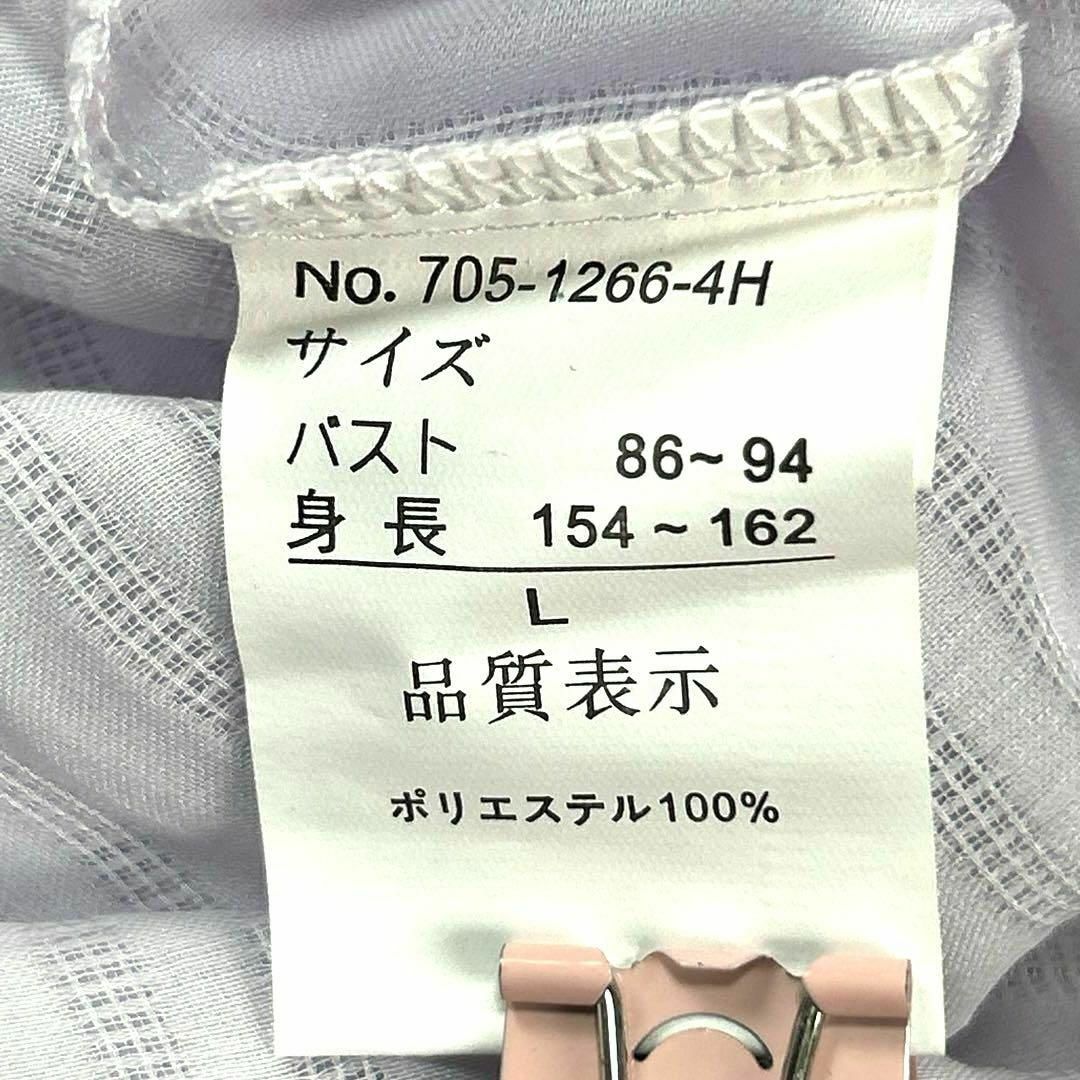 No. 705-1266-4H
サイズ
バスト 86~94
身長 154~162
L
品質表示
ポリエステル100%